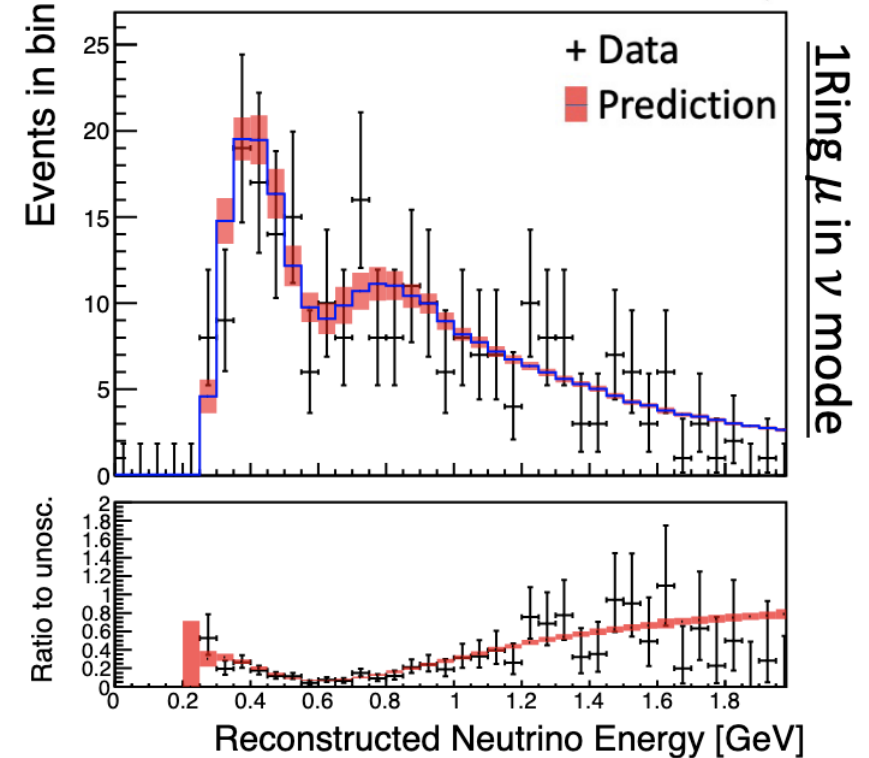 Events in bin
25
20
15
10
5
0
+ Data
Prediction
1Ring μ in ν mode
Ratio to unosc.
2
1.8
1.6
1.4
1.2
1
0.8
0.6
0.4
0.2
0
0 0.2 0.4 0.6 0.8 1 1.2 1.4 1.6 1.8
Reconstructed Neutrino Energy [GeV]